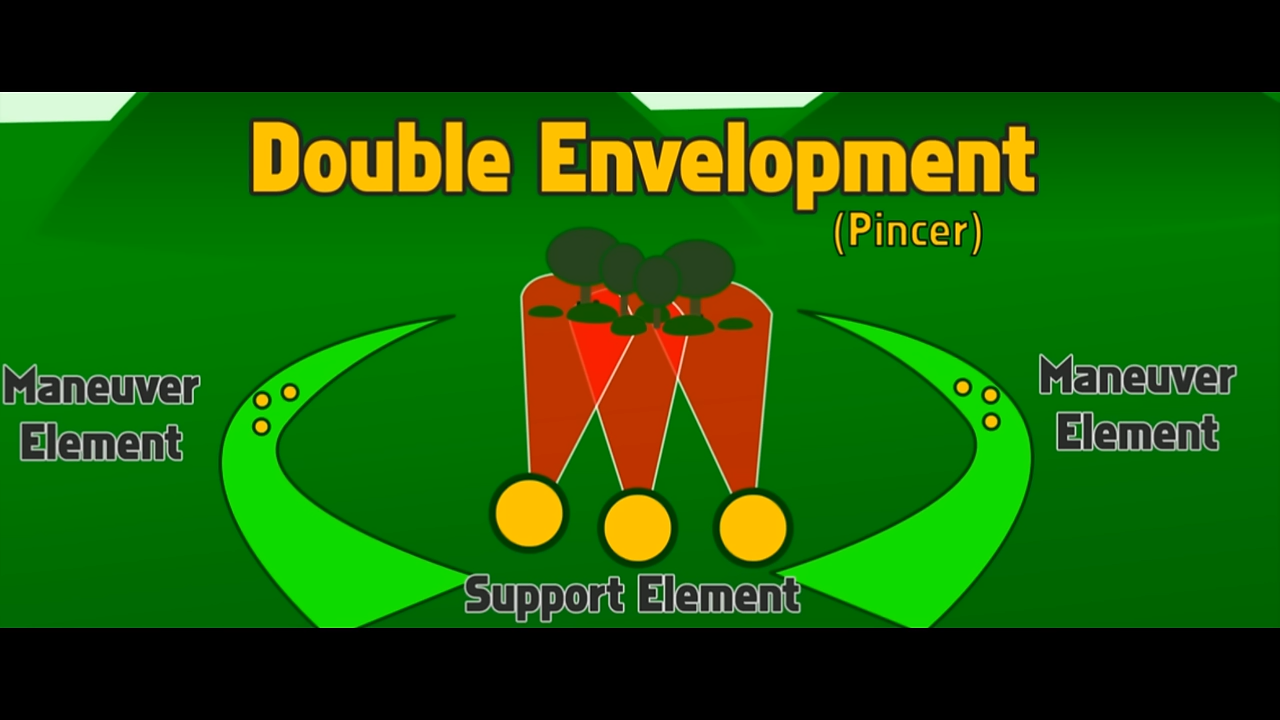 Double Envelopment
(Pincer)
Maneuver
Element
Maneuver
Element
Support Element